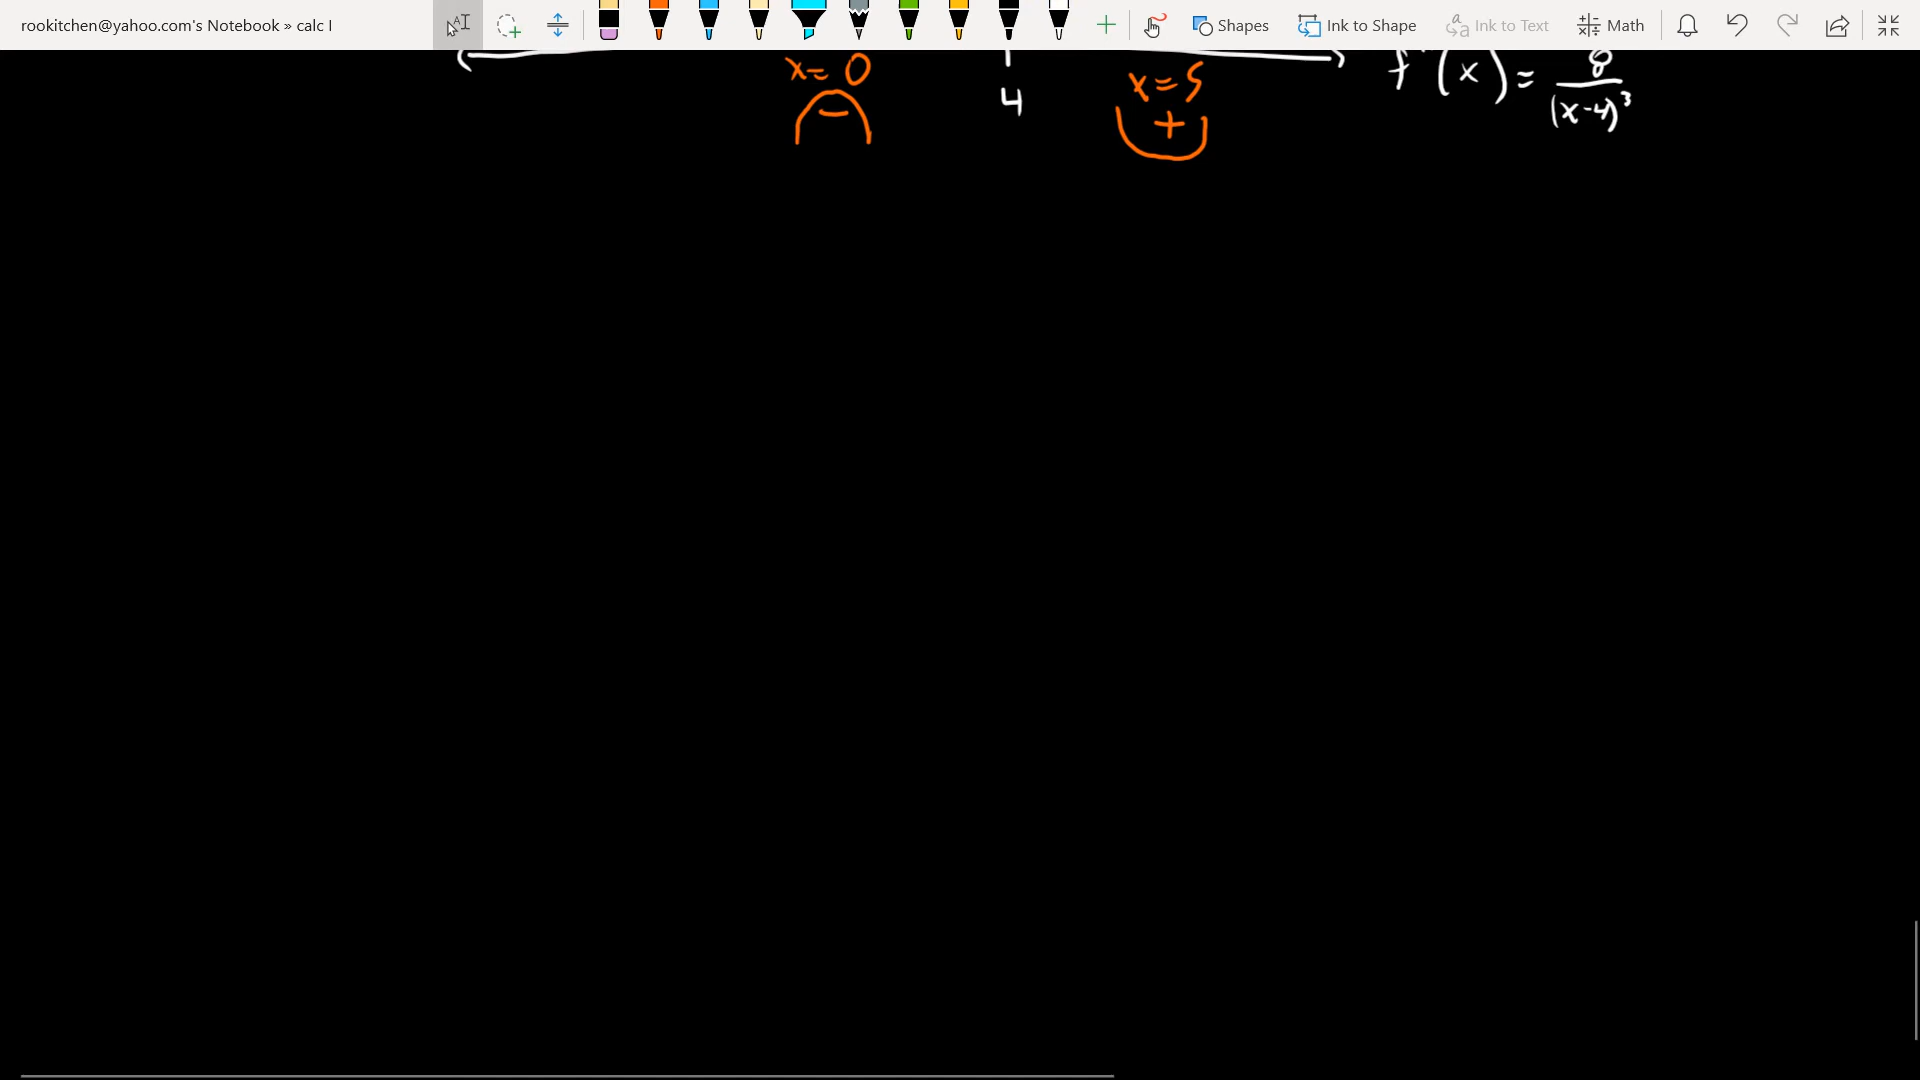 rookitchen@yahoo.com's Notebook » calc I
Shapes
Ink to Shape
Ink to Text
Math
x = 0
4
x = 5
f''(x) = 8/(x-4)³
−
+